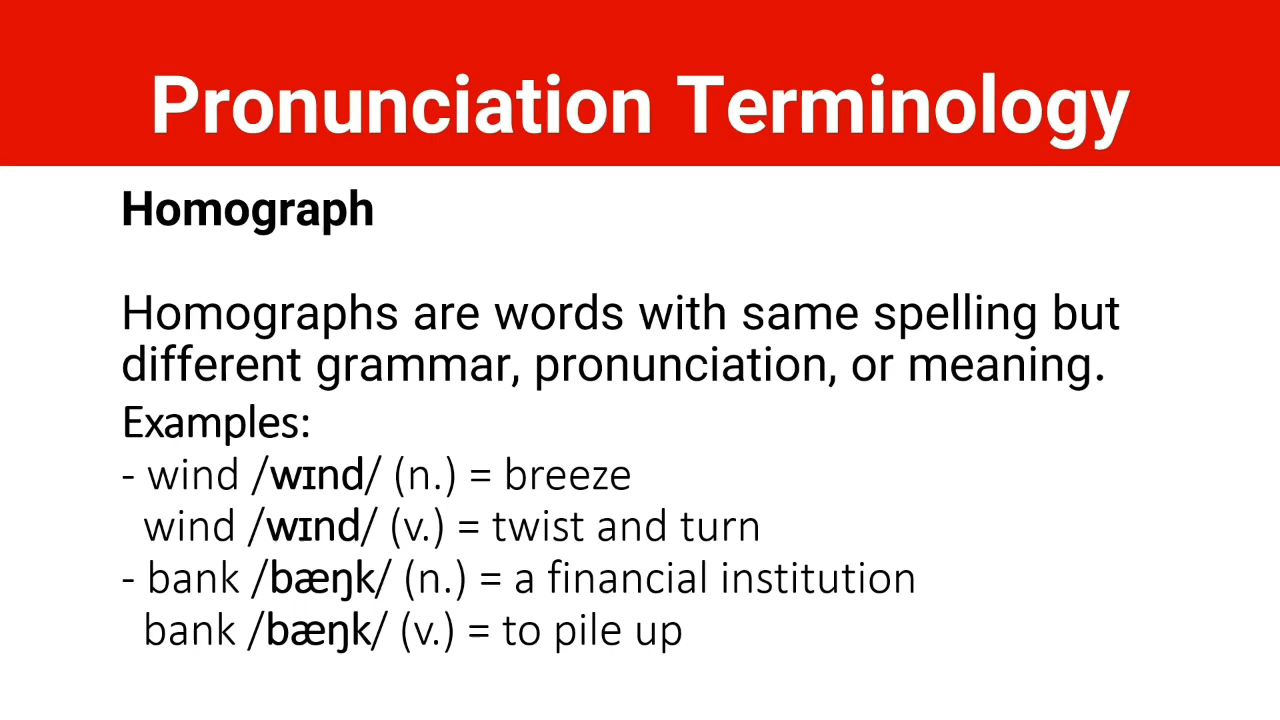 Pronunciation Terminology
Homograph
Homographs are words with same spelling but
different grammar, pronunciation, or meaning.
Examples:
- wind /wɪnd/ (n.) = breeze
wind /wɪnd/ (v.) = twist and turn
- bank /bæŋk/ (n.) = a financial institution
bank /bæŋk/ (v.) = to pile up